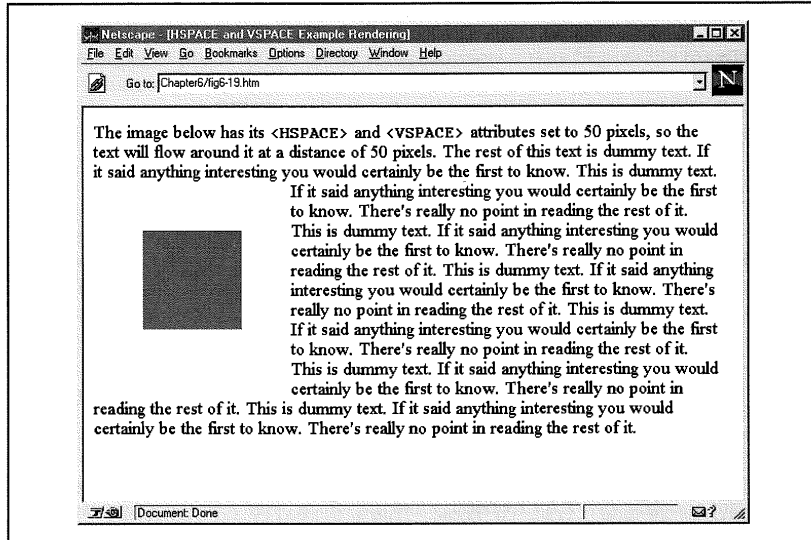 Netscape - [HSPACE and VSPACE Example Rendering]
File Edit View Go Bookmarks Options Directory Window Help
Go to: Chapter6/fig6-19.htm
N
The image below has its <HSPACE> and <VSPACE> attributes set to 50 pixels, so the
text will flow around it at a distance of 50 pixels. The rest of this text is dummy text. If
it said anything interesting you would certainly be the first to know. This is dummy text.
If it said anything interesting you would certainly be the first
to know. There's really no point in reading the rest of it.
This is dummy text. If it said anything interesting you would
certainly be the first to know. There's really no point in
reading the rest of it. This is dummy text. If it said anything
interesting you would certainly be the first to know. There's
really no point in reading the rest of it. This is dummy text.
If it said anything interesting you would certainly be the first
to know. There's really no point in reading the rest of it.
This is dummy text. If it said anything interesting you would
certainly be the first to know. There's really no point in
reading the rest of it. This is dummy text. If it said anything interesting you would
certainly be the first to know. There's really no point in reading the rest of it.
Document: Done
?